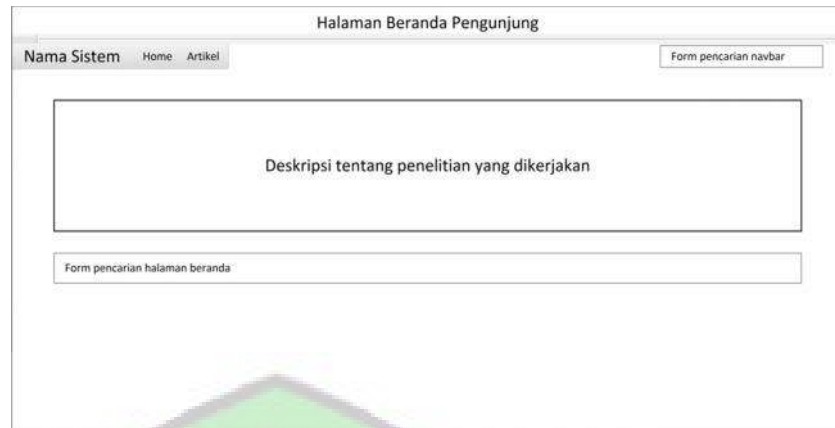 Halaman Beranda Pengunjung
Nama Sistem Home Artikel Form pencarian navbar
Deskripsi tentang penelitian yang dikerjakan
Form pencarian halaman beranda